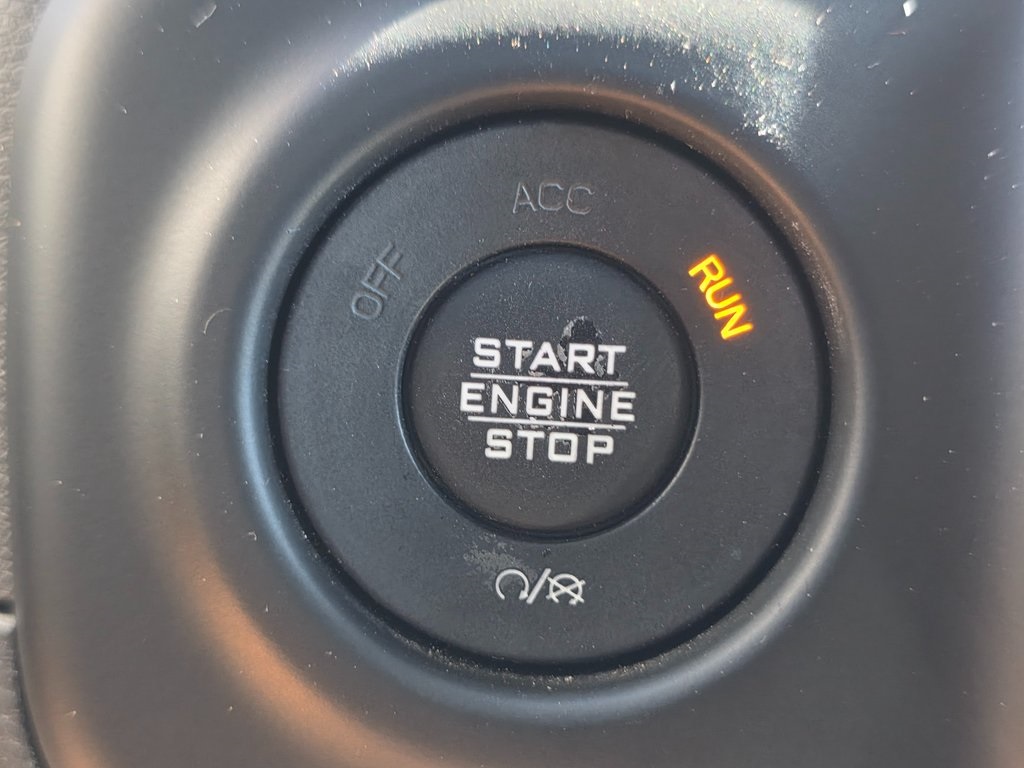 ACC
OFF
RUN
START
ENGINE
STOP